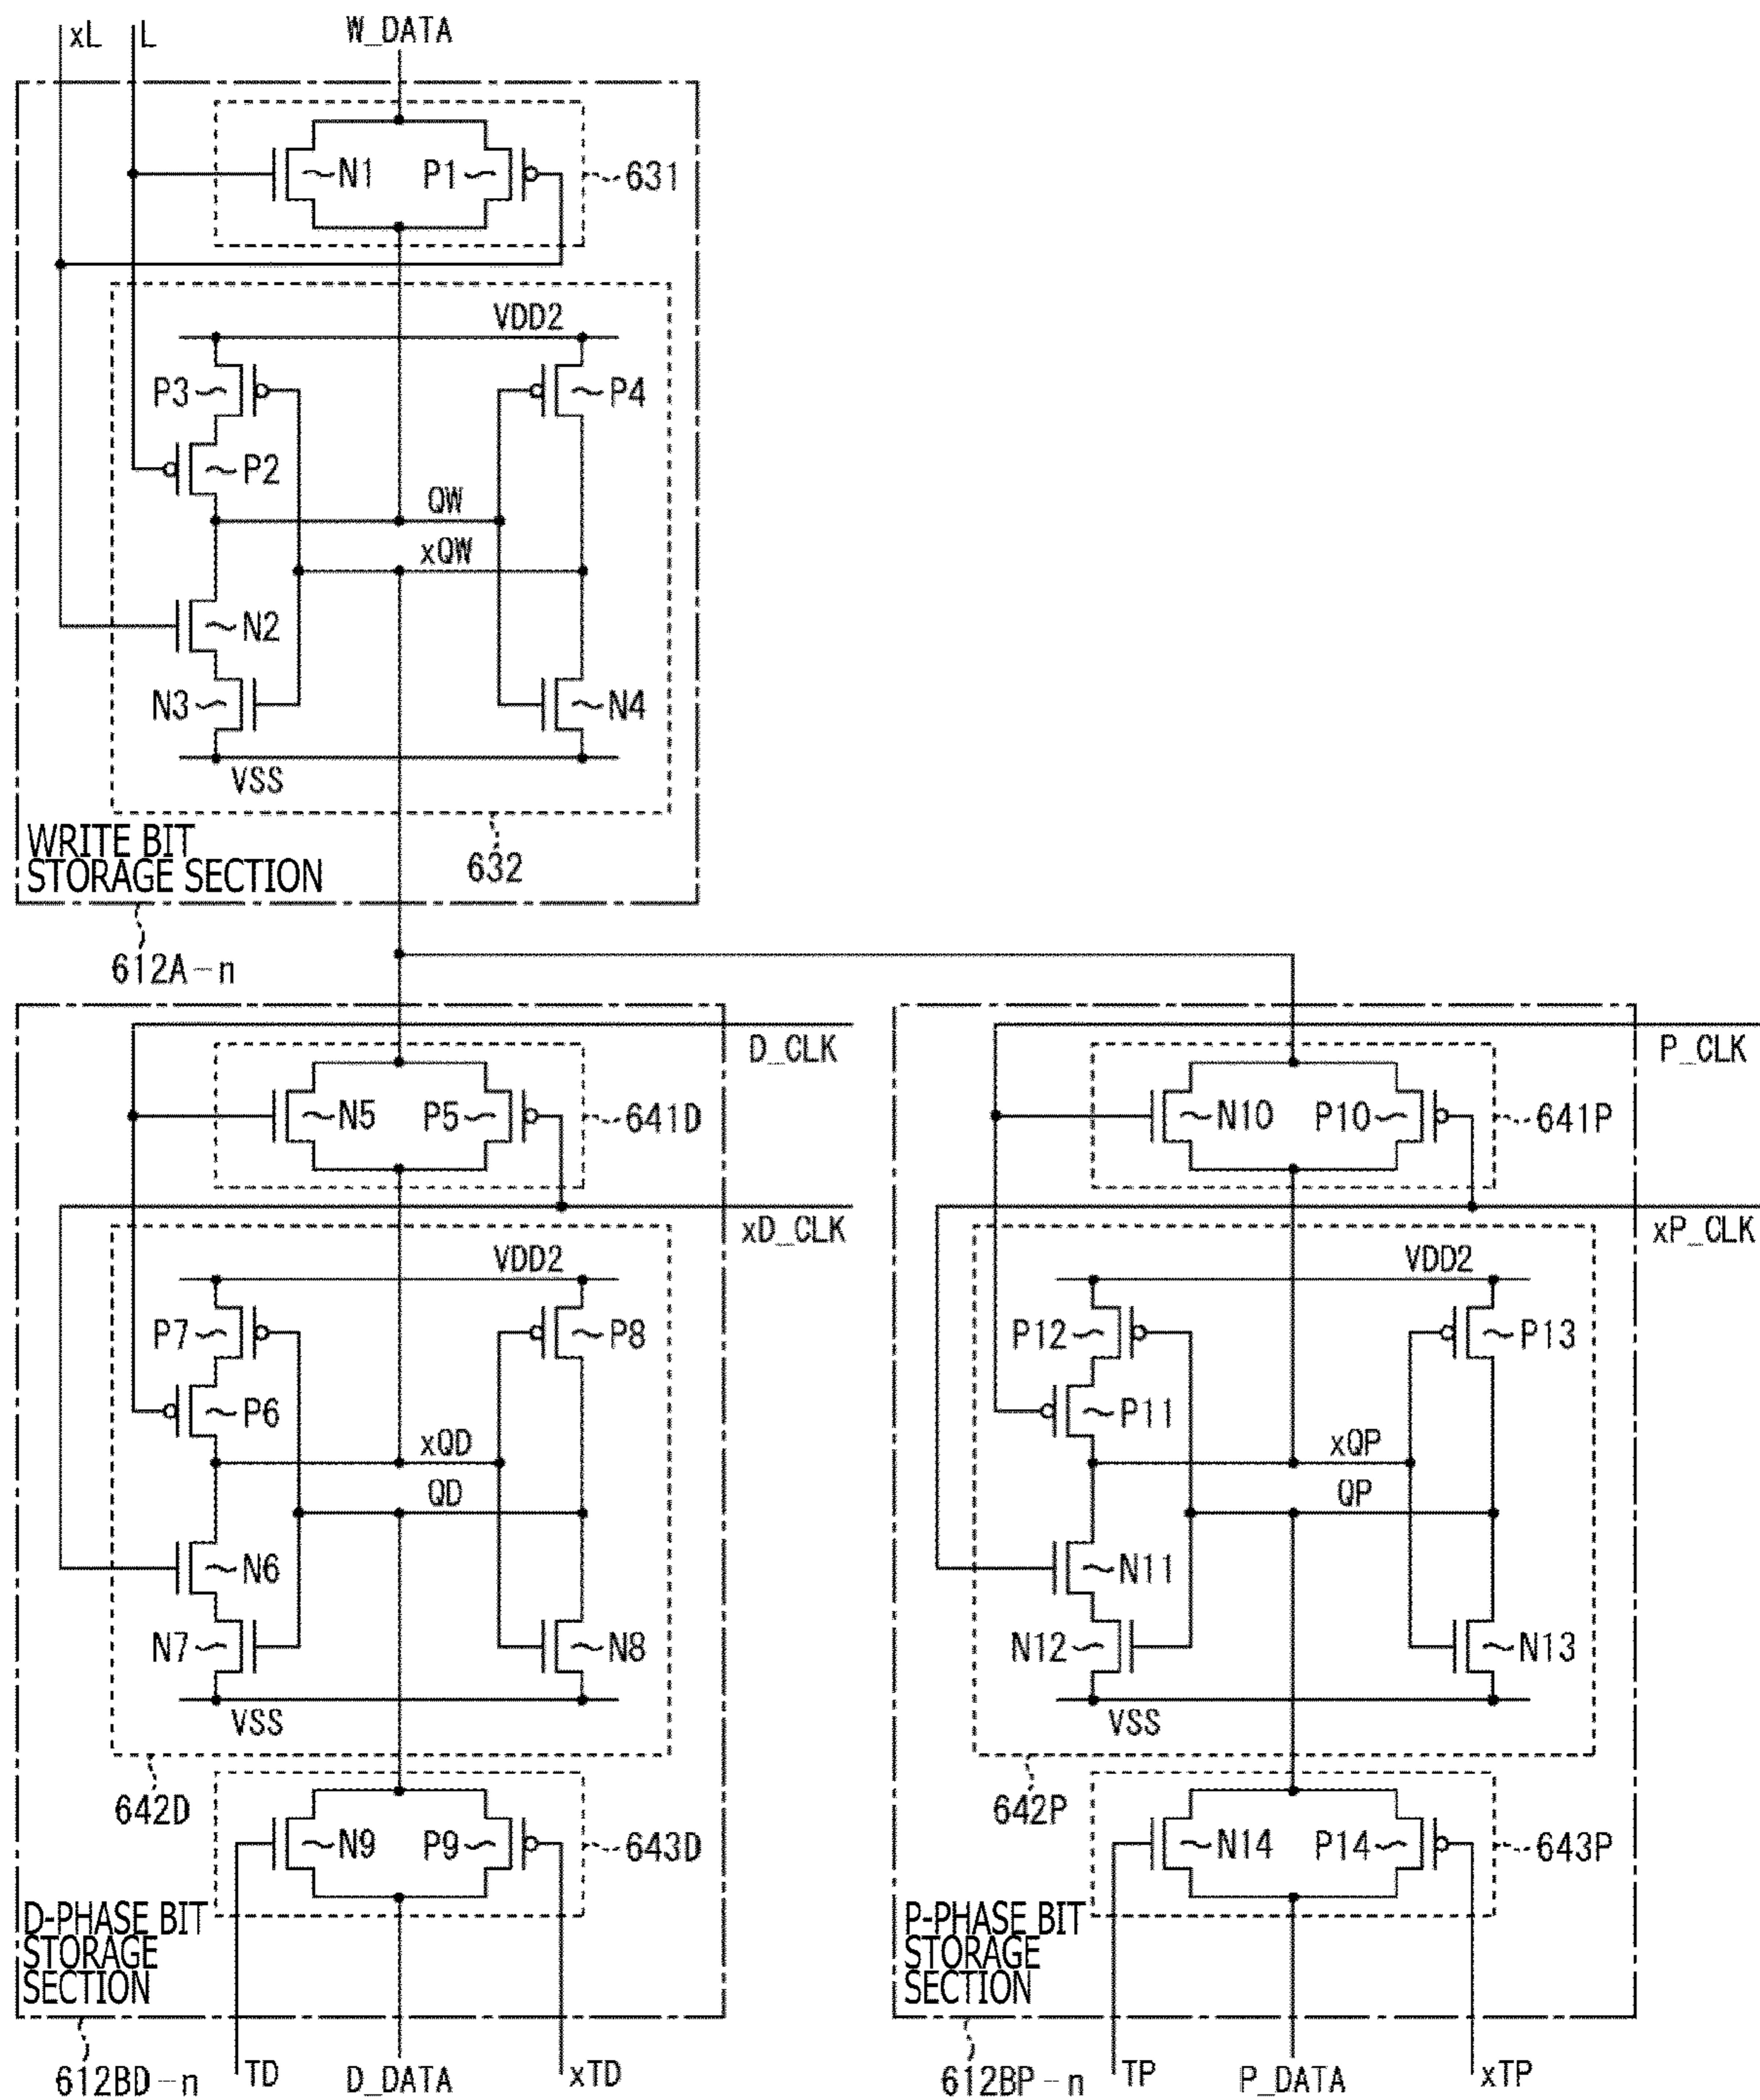 xL
L
W_DATA
N1
P1
631
VDD2
P3
P4
P2
QW
xQW
N2
N3
N4
VSS
WRITE BIT
STORAGE SECTION
632
612A-n
D_CLK
P_CLK
N5
P5
641D
N10
P10
641P
xD_CLK
xP_CLK
VDD2
VDD2
P7
P8
P12
P13
P6
P11
xQD
xQP
QD
QP
N6
N11
N7
N8
N12
N13
VSS
VSS
642D
642P
N9
P9
643D
N14
P14
643P
D-PHASE BIT
STORAGE
SECTION
P-PHASE BIT
STORAGE
SECTION
612BD-n
TD
D_DATA
xTD
612BP-n
TP
P_DATA
xTP